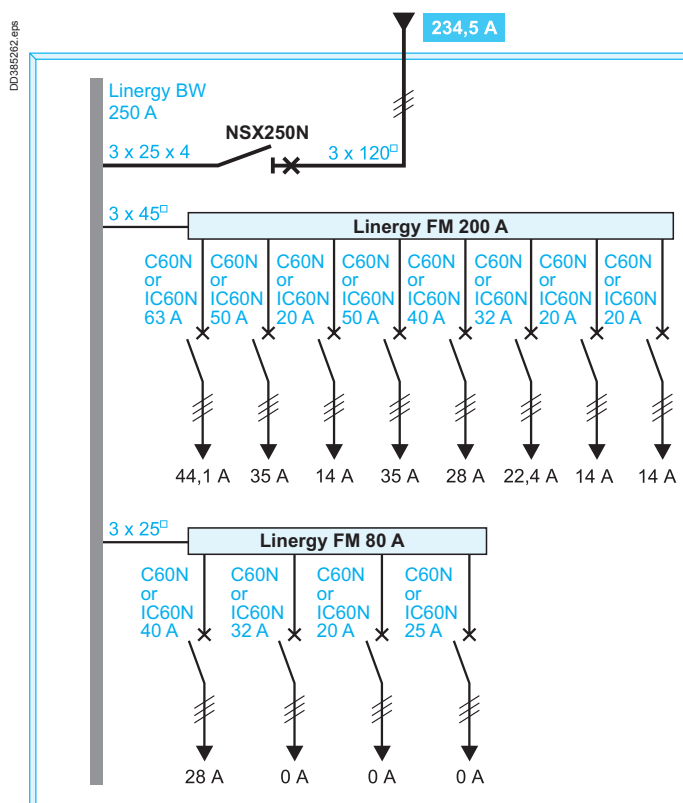 DD385262.eps
234,5 A
Linergy BW
250 A
NSX250N
3 x 25 x 4
3 x 120□
3 x 45□
Linergy FM 200 A
C60N C60N C60N C60N C60N C60N C60N C60N
or or or or or or or or
IC60N IC60N IC60N IC60N IC60N IC60N IC60N IC60N
63 A 50 A 20 A 50 A 40 A 32 A 20 A 20 A
44,1 A 35 A 14 A 35 A 28 A 22,4 A 14 A 14 A
3 x 25□
Linergy FM 80 A
C60N C60N C60N C60N
or or or or
IC60N IC60N IC60N IC60N
40 A 32 A 20 A 25 A
28 A 0 A 0 A 0 A